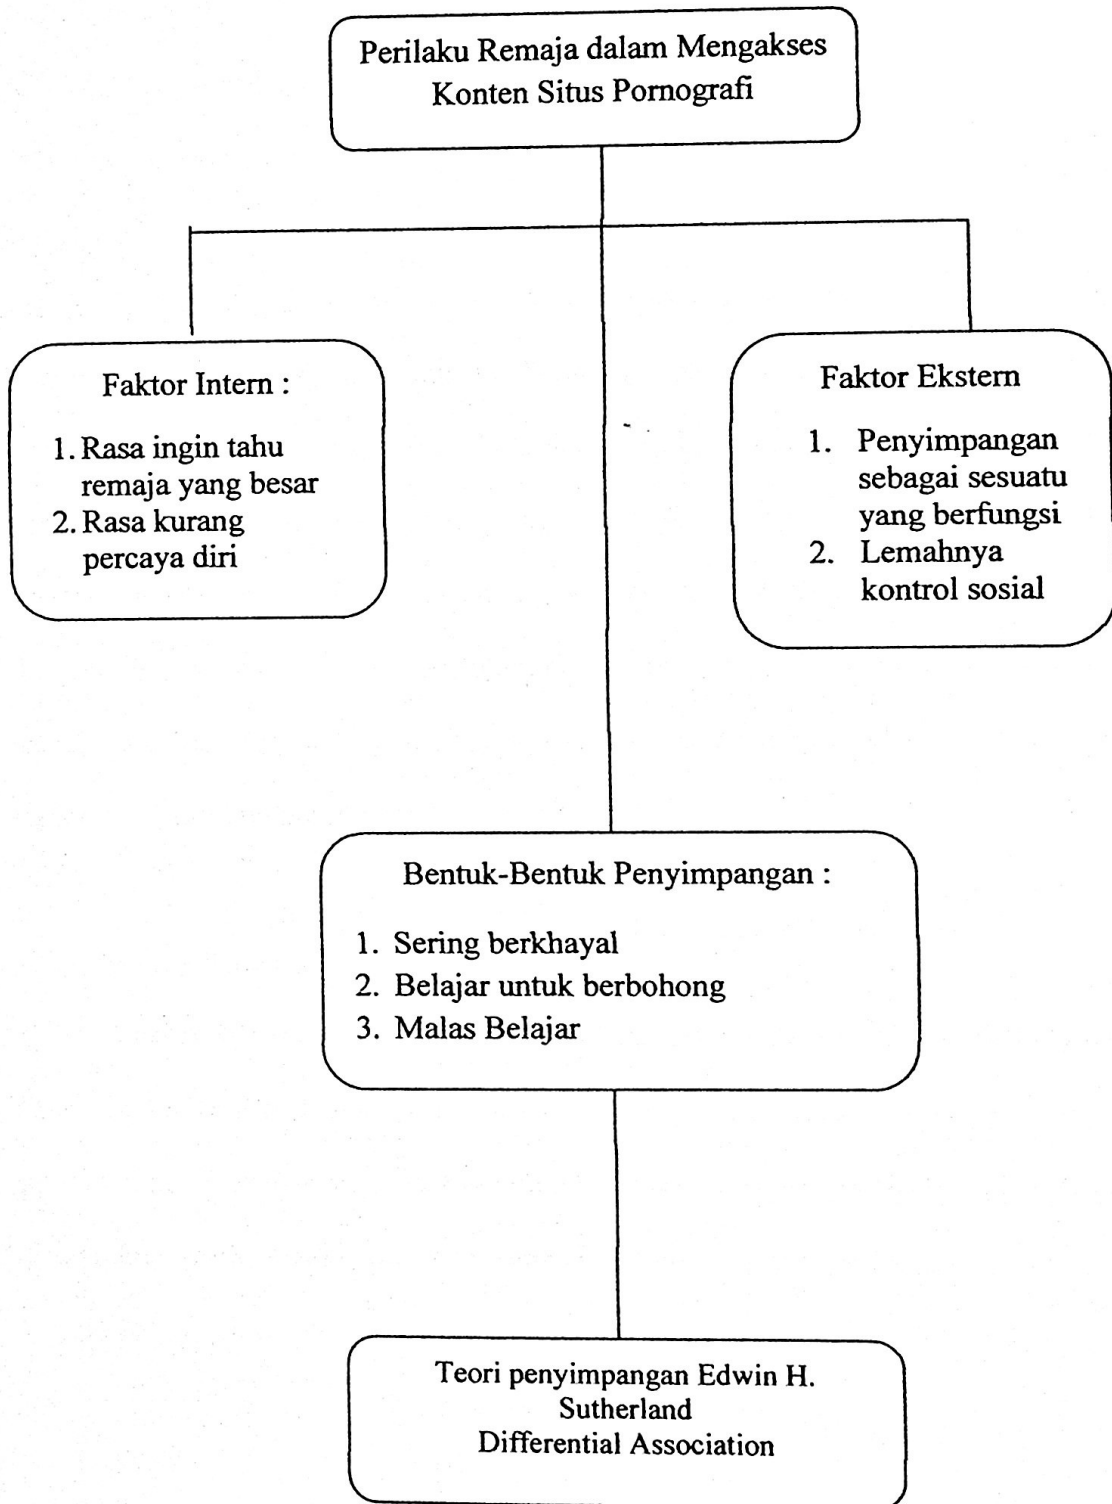 Perilaku Remaja dalam Mengakses
Konten Situs Pornografi
Faktor Intern :
1. Rasa ingin tahu
remaja yang besar
2. Rasa kurang
percaya diri
Faktor Ekstern
1. Penyimpangan
sebagai sesuatu
yang berfungsi
2. Lemahnya
kontrol sosial
Bentuk-Bentuk Penyimpangan :
1. Sering berkhayal
2. Belajar untuk berbohong
3. Malas Belajar
Teori penyimpangan Edwin H.
Sutherland
Differential Association